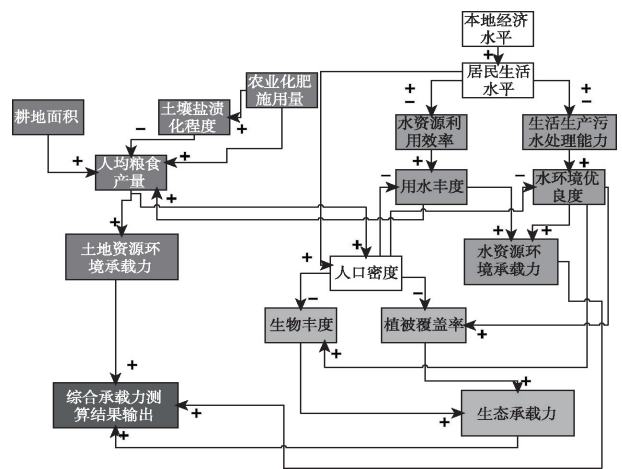 本地经济
水平
+
居民生活
水平
+
−
+
−
农业化肥
施用量
土壤盐渍
化程度
+
耕地面积
−
+
+
人均粮食
产量
+
水资源利
用效率
生活生产污
水处理能力
+
+
−
用水丰度
−
水环境优
良度
+
土地资源环
境承载力
+
+
水资源环
境承载力
+
+
人口密度
−
−
生物丰度
植被覆盖率
+
+
+
综合承载力测
算结果输出
+
+
+
生态承载力
+